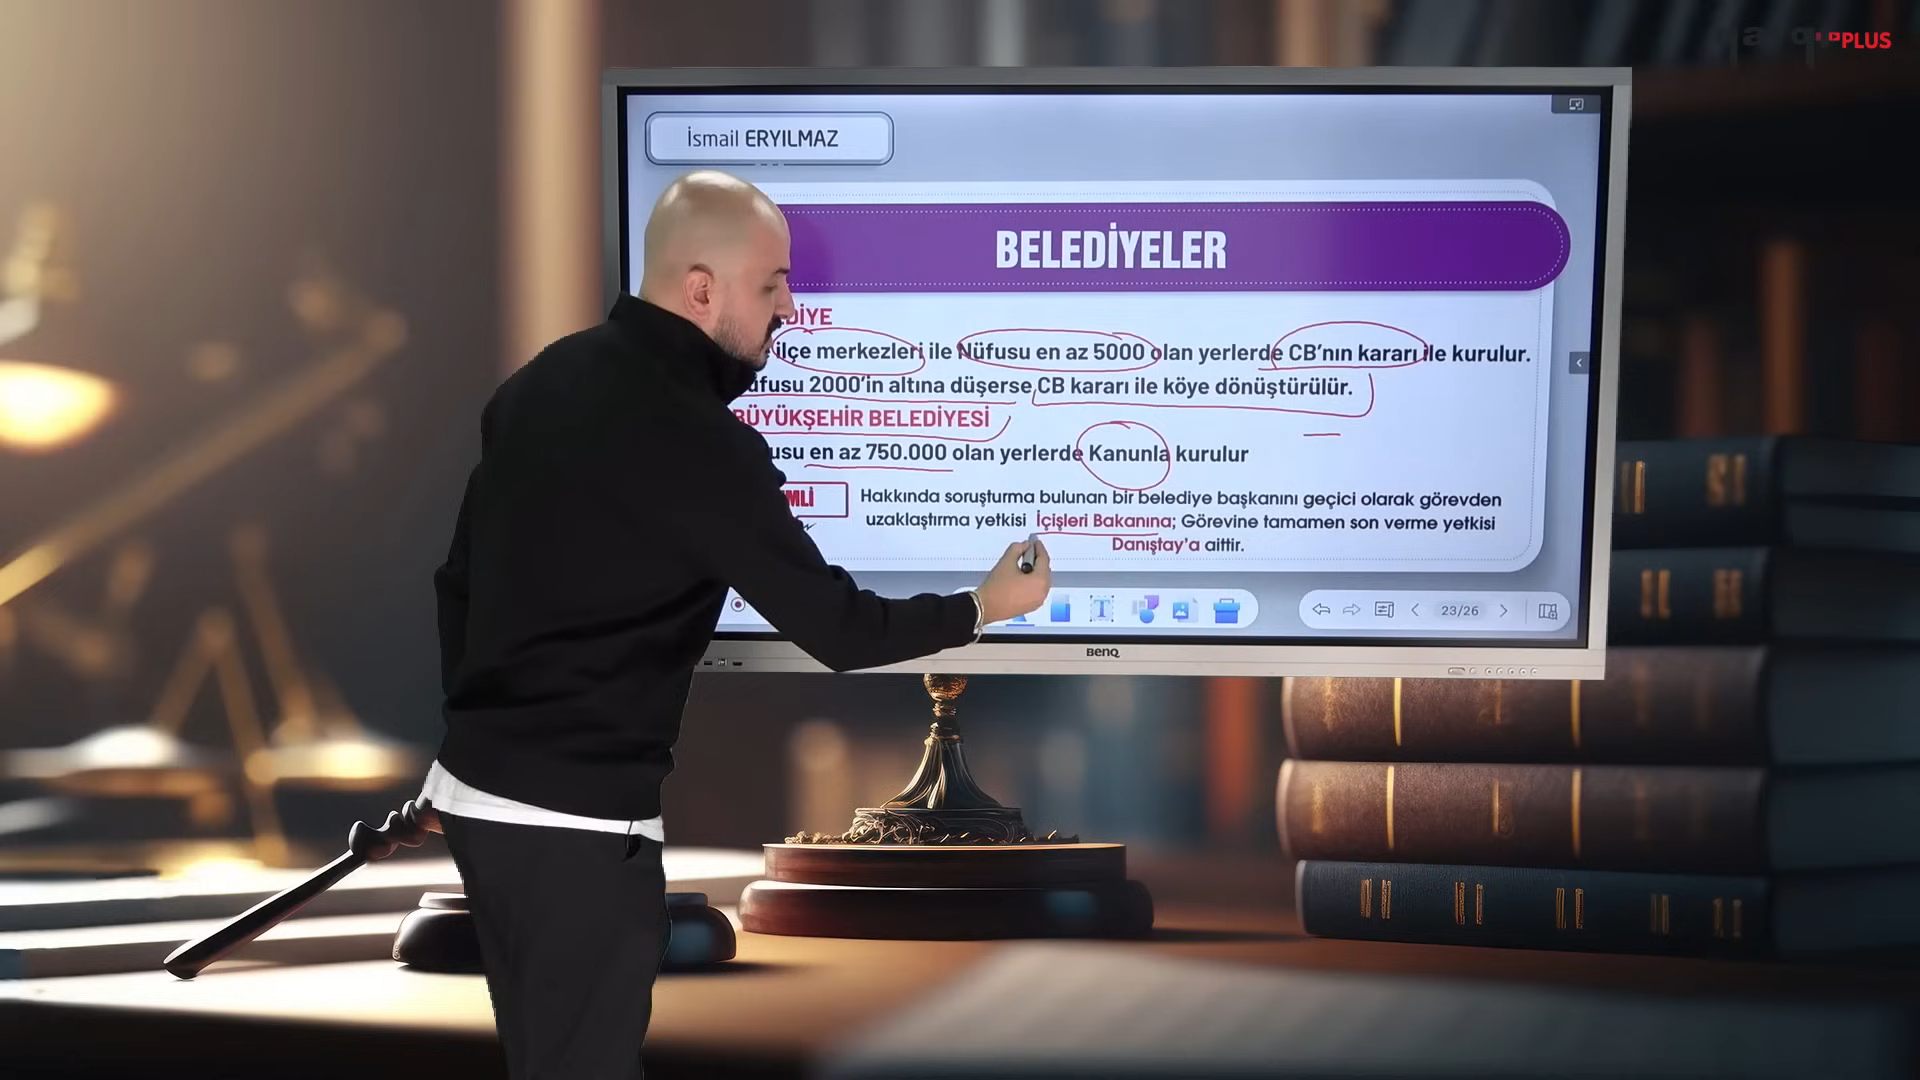 PLUS
İsmail ERYILMAZ
BELEDİYELER
EDİYE
ilçe merkezleri ile Nüfusu en az 5000 olan yerlerde CB'nın kararı ile kurulur.
üfusu 2000'in altına düşerse CB kararı ile köye dönüştürülür.
BÜYÜKŞEHİR BELEDİYESİ
usu en az 750.000 olan yerlerde Kanunla kurulur
MLİ
Hakkında soruşturma bulunan bir belediye başkanını geçici olarak görevden
uzaklaştırma yetkisi İçişleri Bakanına; Görevine tamamen son verme yetkisi
Danıştay'a aittir.
23/26
BenQ